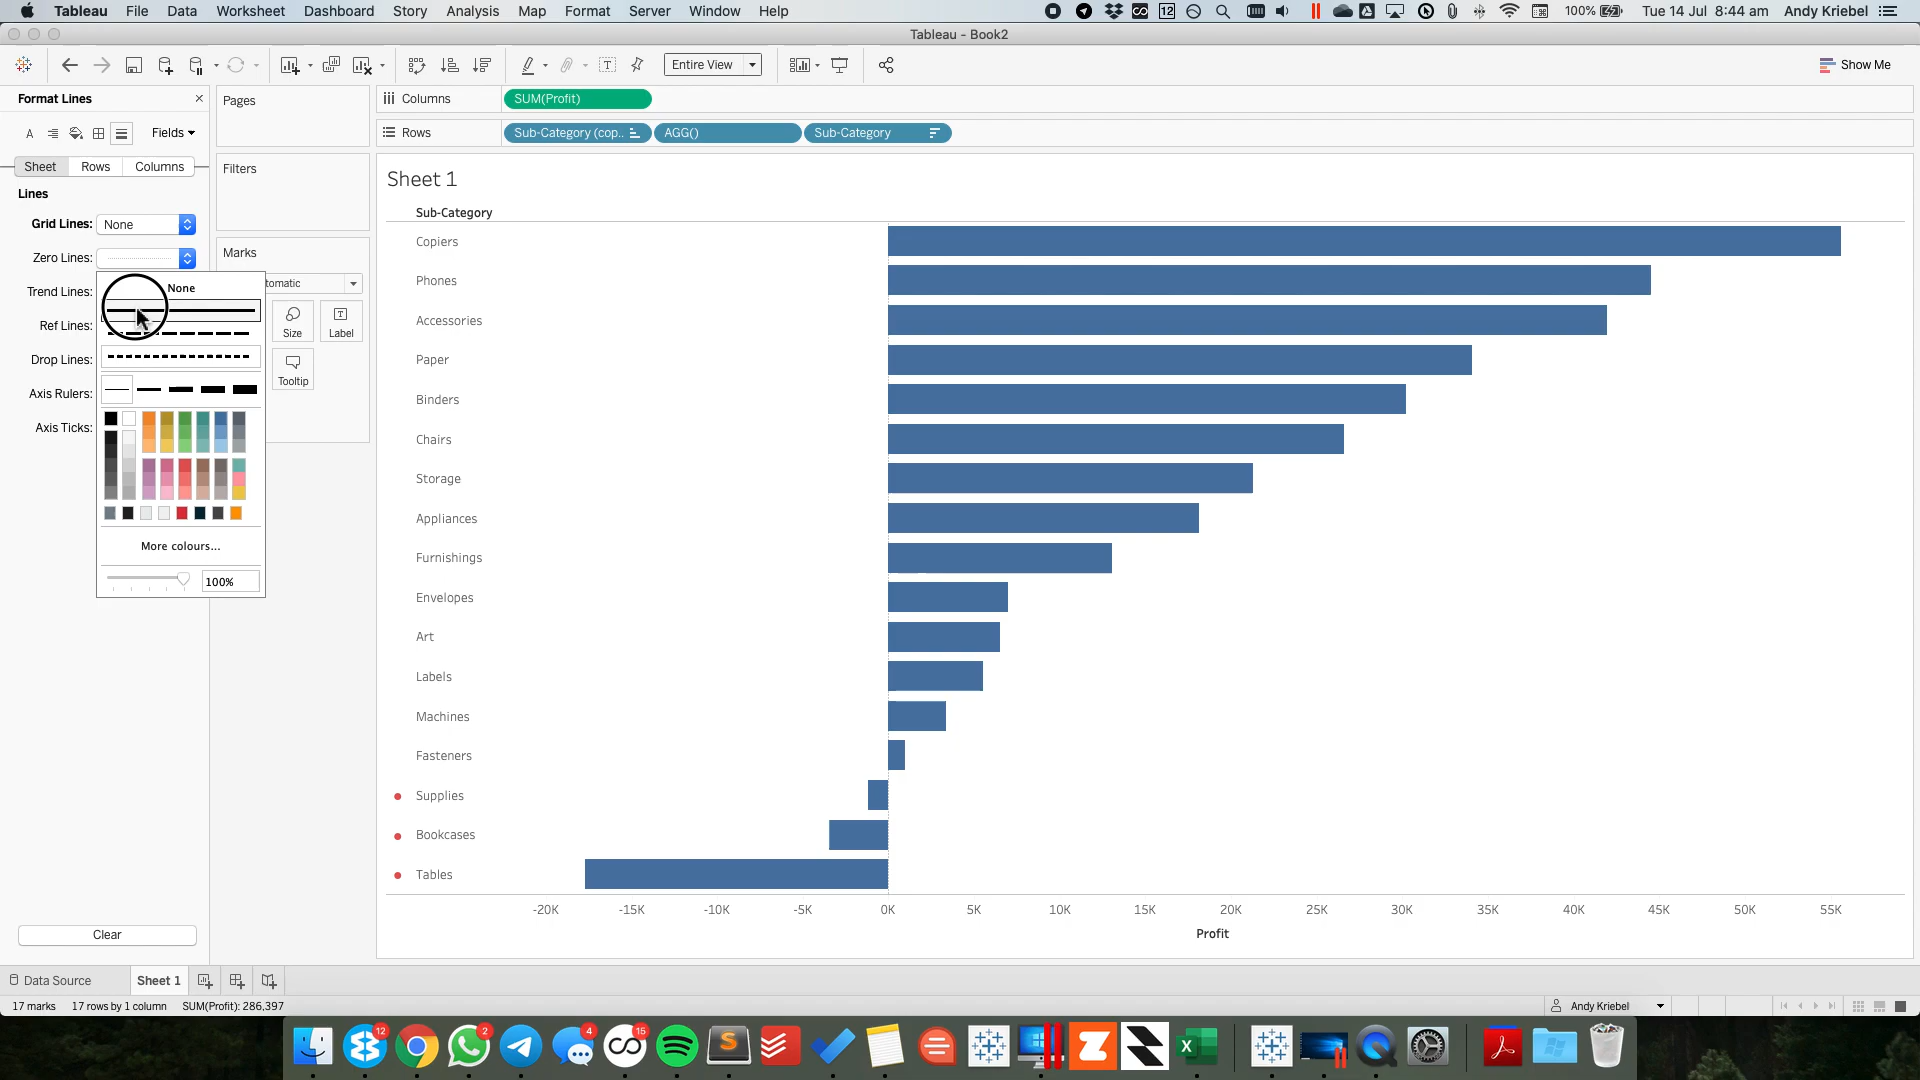 Tableau File Data Worksheet Dashboard Story Analysis Map Format Server Window Help 12 100% Tue 14 Jul 8:44 am Andy Kriebel
Tableau - Book2
Entire View Show Me
Format Lines
Pages
Columns SUM(Profit)
A Fields
Rows Sub-Category (cop.. AGG() Sub-Category
Sheet Rows Columns
Filters
Lines
Sheet 1
Grid Lines: None
Sub-Category
Zero Lines:
Marks
None
Trend Lines:
tomatic
Ref Lines:
Size Label
Drop Lines:
Tooltip
Axis Rulers:
Axis Ticks:
More colours...
100%
Copiers
Phones
Accessories
Paper
Binders
Chairs
Storage
Appliances
Furnishings
Envelopes
Art
Labels
Machines
Fasteners
Supplies
Bookcases
Tables
-20K -15K -10K -5K 0K 5K 10K 15K 20K 25K 30K 35K 40K 45K 50K 55K
Profit
Clear
Data Source Sheet 1
17 marks 17 rows by 1 column SUM(Profit): 286,397 Andy Kriebel
12 2 4 15